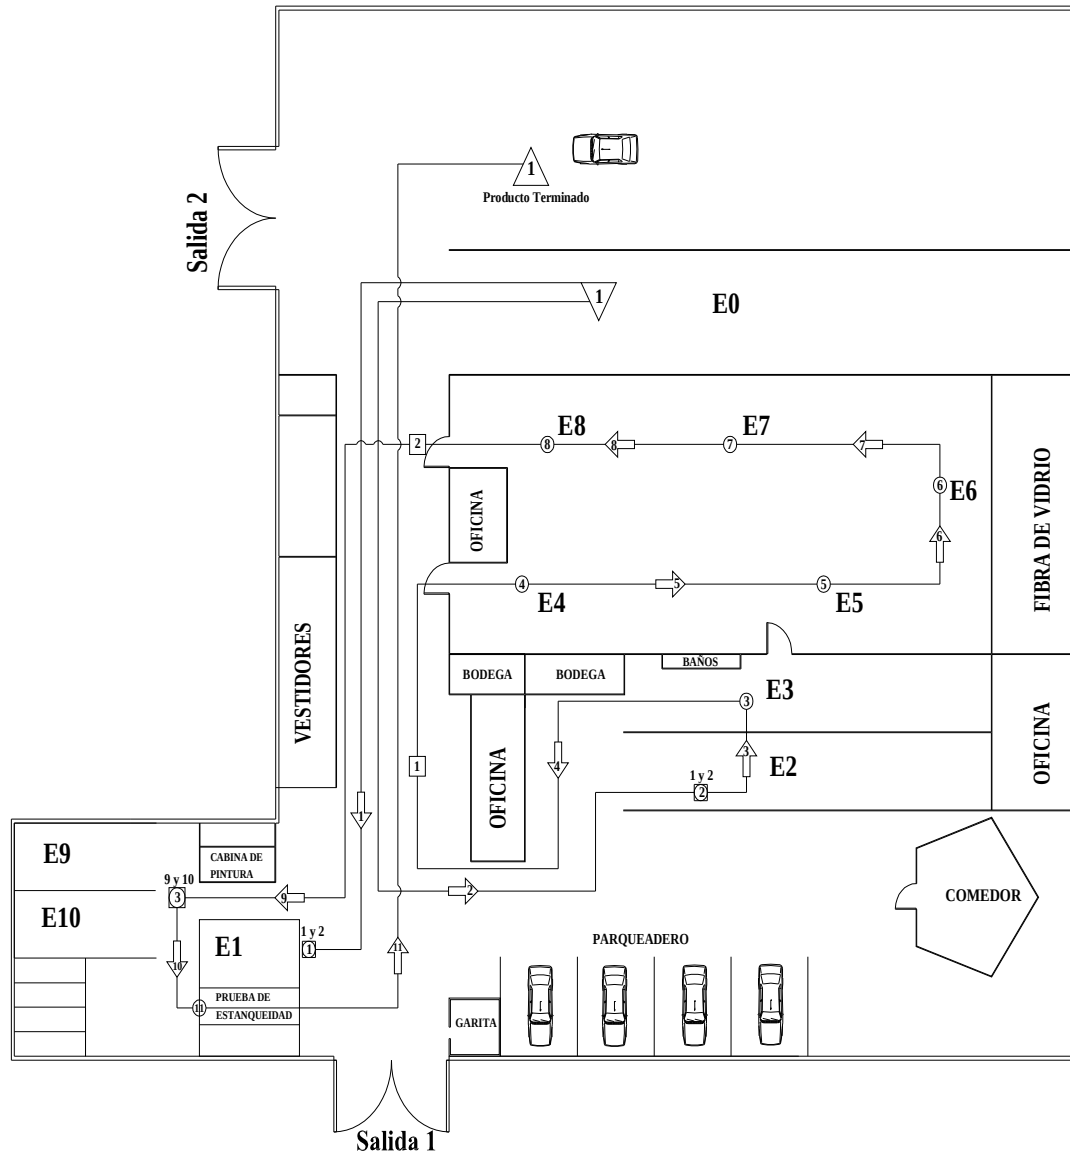 1
Producto Terminado
Salida 2
1
E0
2
8
E8
8
7
E7
7
6
E6
6
OFICINA
FIBRA DE VIDRIO
4
E4
5
5
E5
VESTIDORES
BODEGA
BODEGA
BAÑOS
3
E3
OFICINA
OFICINA
1
4
3
E2
1 y 2
2
1
E9
CABINA DE
PINTURA
9 y 10
3
9
2
COMEDOR
E10
E1
1 y 2
1
11
PARQUEADERO
10
11
PRUEBA DE
ESTANQUEIDAD
GARITA
Salida 1